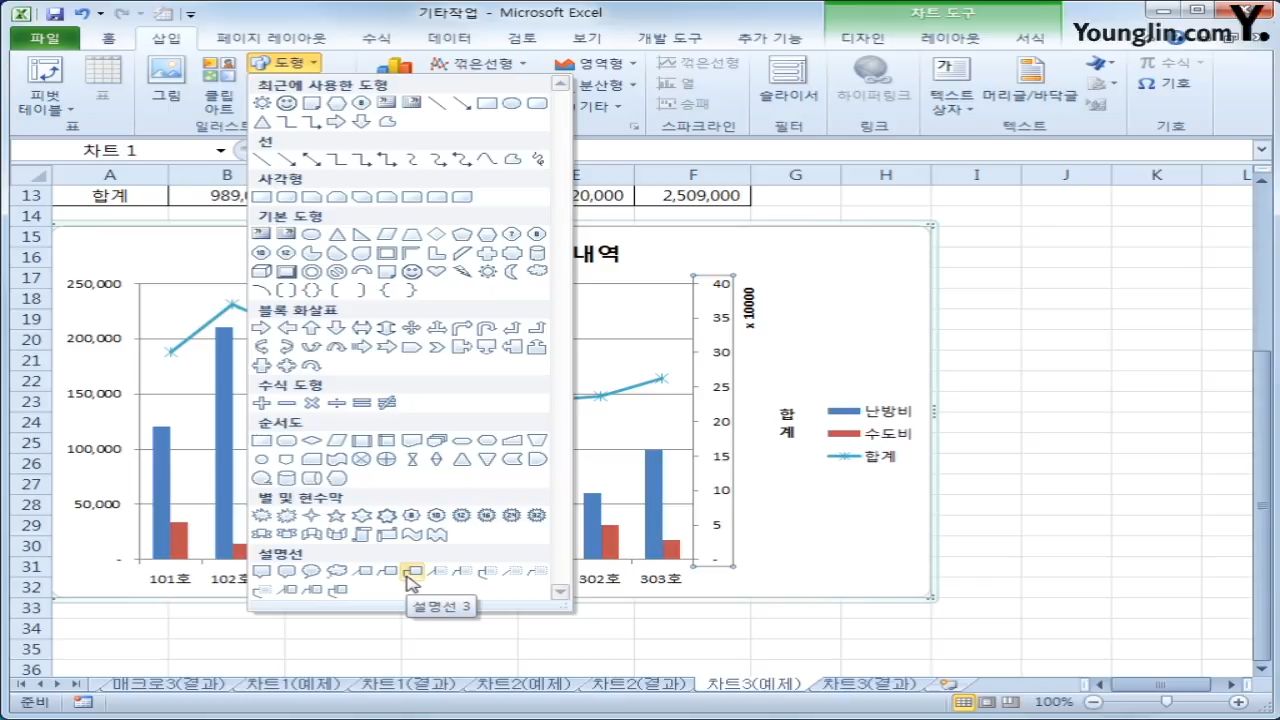 기타작업 - Microsoft Excel
차트 도구
Younglin.com Y.
파일 홈 삽입 페이지 레이아웃 수식 데이터 검토 보기 개발 도구 추가 기능 디자인 레이아웃 서식
도형 꺾은선형 영역형 꺾은선형 수식
분산형 열 기호
기타 승패
피벗 테이블 표 그림 클립 아트 슬라이서 하이퍼링크 텍스트 상자 머리글/바닥글
표 일러스트 스파크라인 필터 링크 텍스트 기호
차트 1
최근에 사용한 도형
선
사각형
기본 도형
블록 화살표
수식 도형
순서도
별 및 현수막
설명선
설명선 3
A B E F G H I J K L
13 합계 989, 20,000 2,509,000
14
15
16
17
18
19
20
21
22
23
24
25
26
27
28
29
30
31
32
33
34
35
36
내역
250,000
200,000
150,000
100,000
50,000
-
101호 102 302호 303호
40
35
30
25
20
15
10
5
-
x 10000
합계
난방비
수도비
합계
매크로3(결과) 차트1(예제) 차트1(결과) 차트2(예제) 차트2(결과) 차트3(예제) 차트3(결과)
준비 100%